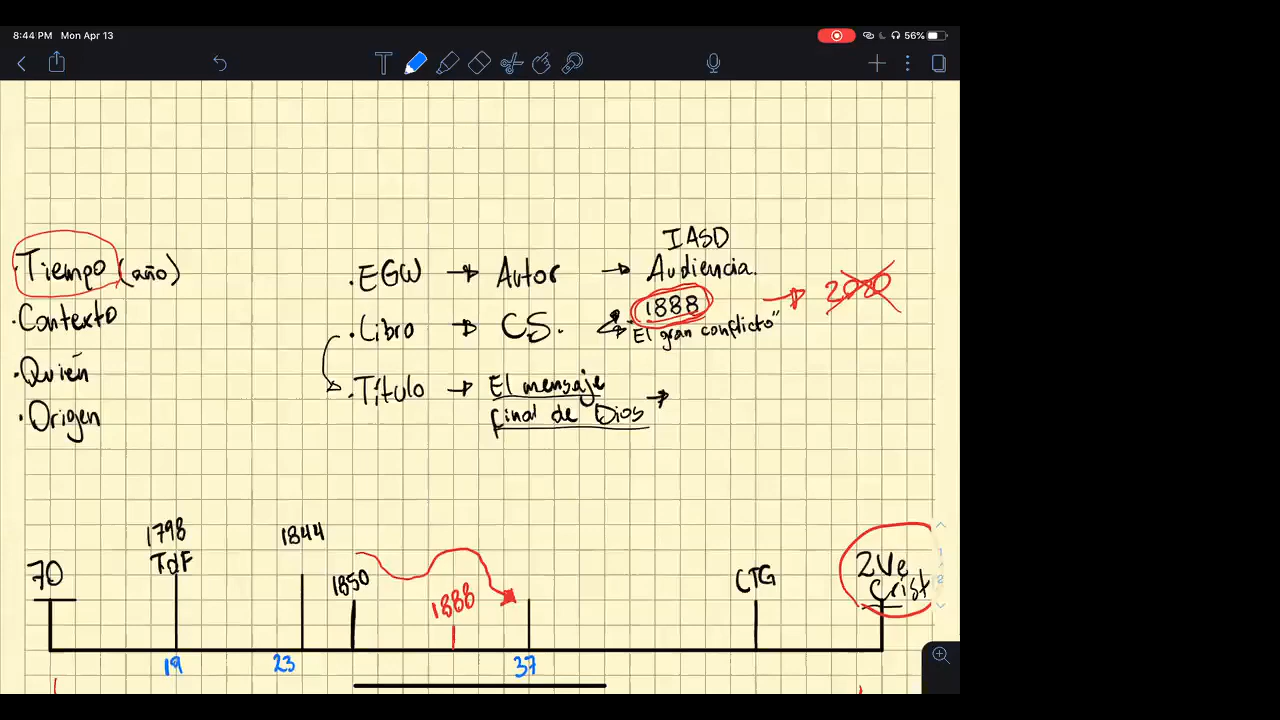 8:44 PM Mon Apr 13
56%
·Tiempo (año)
·Contexto
·Quién
·Origen
IASD
·EGW → Autor → Audiencia.
1888 → 2020
·Libro → CS. "El gran conflicto"
·Título → El mensaje
final de Dios →
70
1798
TdF
1844
1850
1888
CTG
2Ve
Crist
19
23
37